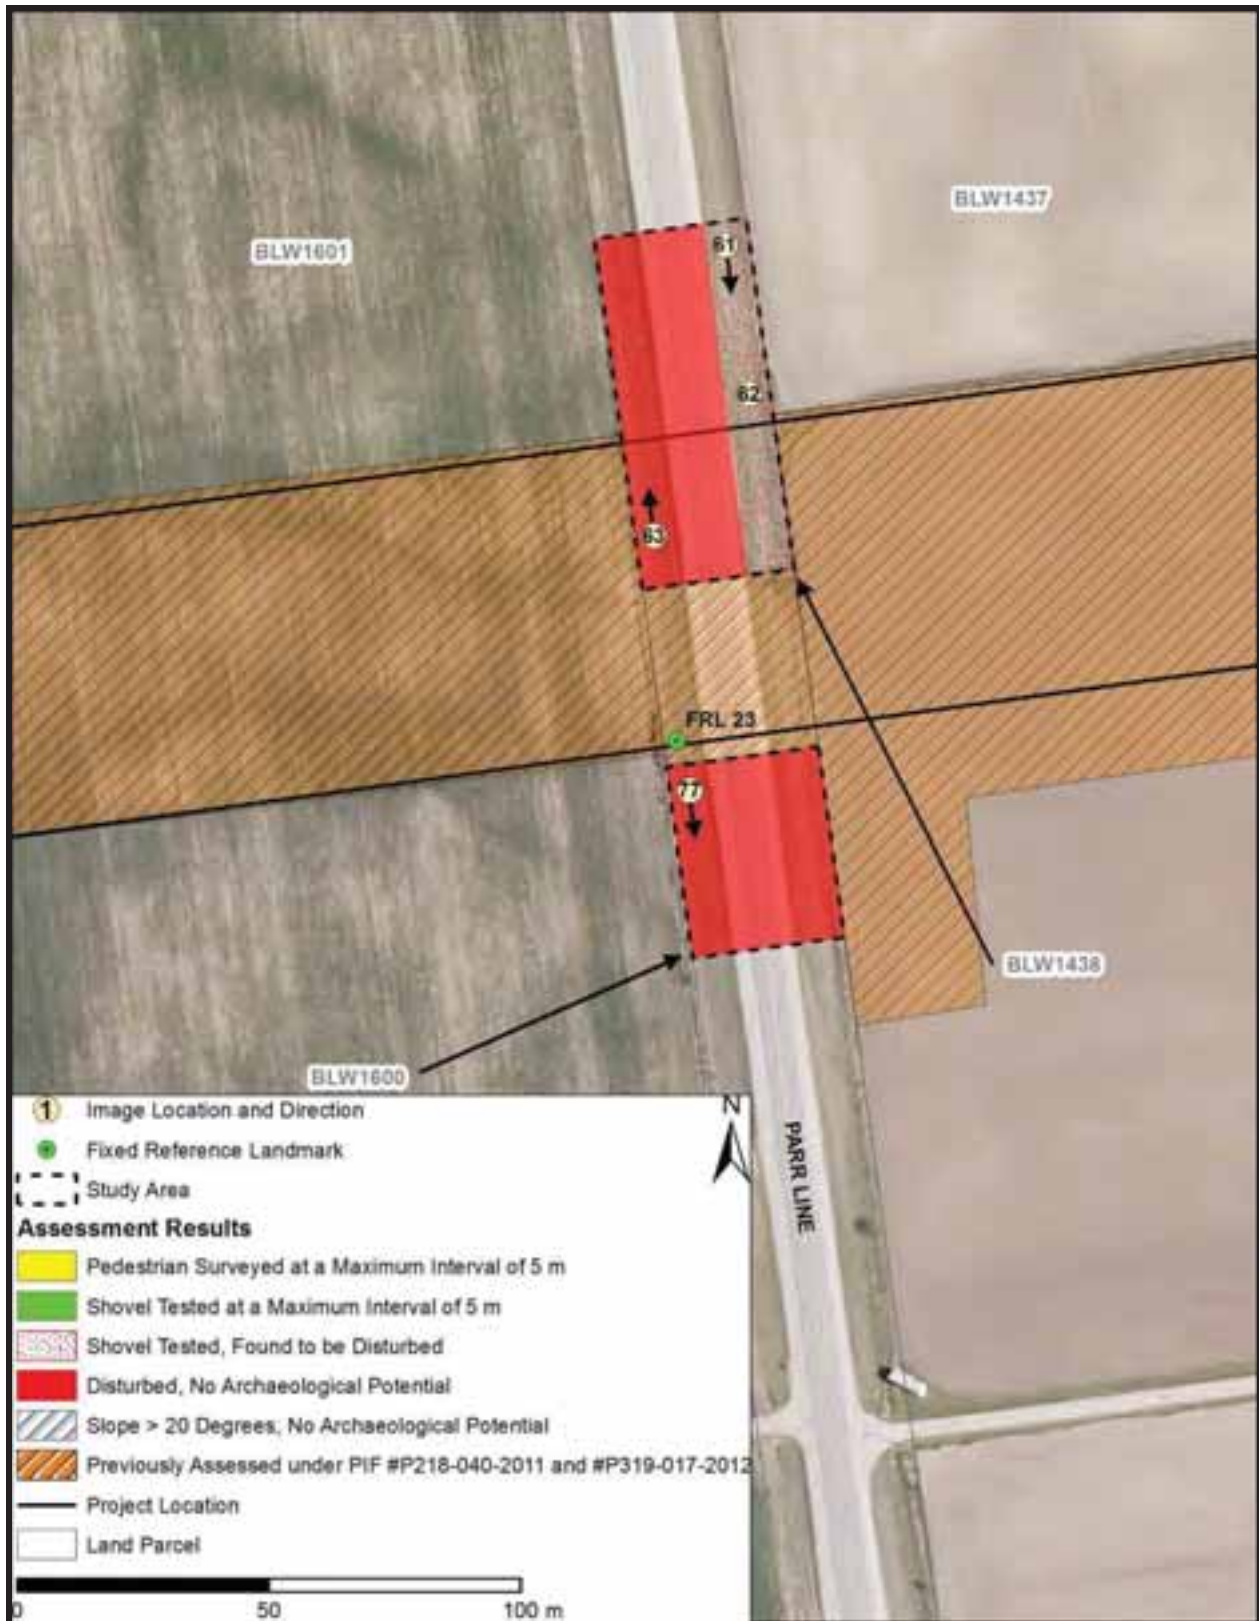 BLW1437
BLW1601
61
62
63
FRL 23
77
BLW1438
BLW1600
PARR LINE
N
1 Image Location and Direction
Fixed Reference Landmark
Study Area
Assessment Results
Pedestrian Surveyed at a Maximum Interval of 5 m
Shovel Tested at a Maximum Interval of 5 m
Shovel Tested, Found to be Disturbed
Disturbed, No Archaeological Potential
Slope > 20 Degrees, No Archaeological Potential
Previously Assessed under PIF #P218-040-2011 and #P319-017-2012
Project Location
Land Parcel
0 50 100 m